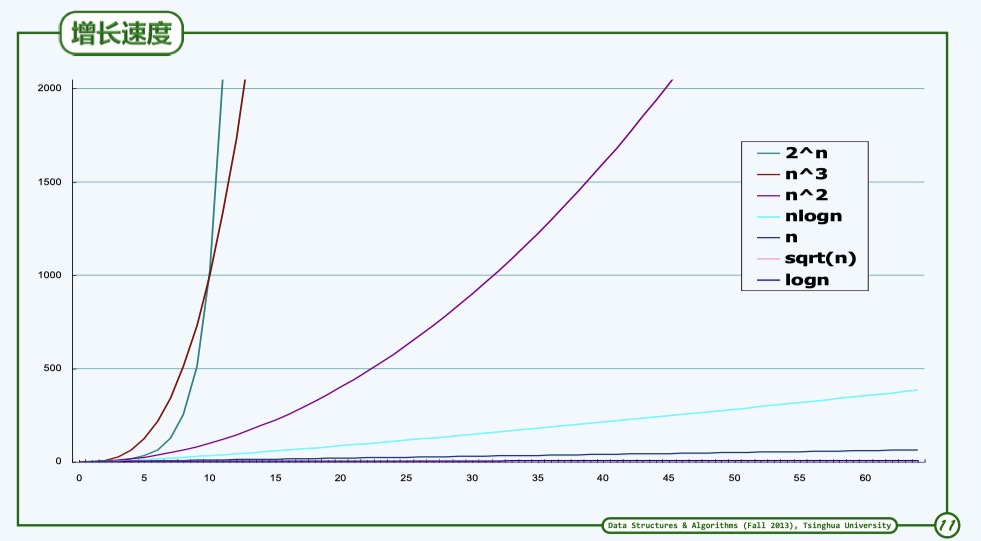 增长速度
2000
1500
1000
500
0
0 5 10 15 20 25 30 35 40 45 50 55 60
2^n
n^3
n^2
nlogn
n
sqrt(n)
logn
Data Structures & Algorithms (Fall 2013), Tsinghua University
11